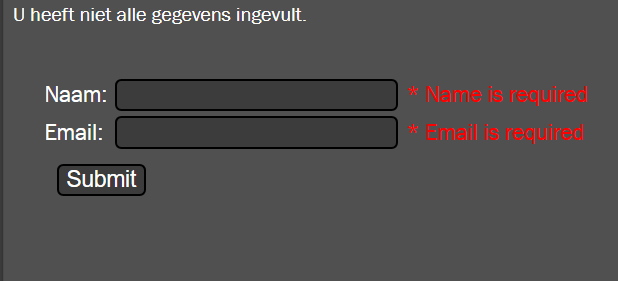 U heeft niet alle gegevens ingevult.
Naam: * Name is required
Email: * Email is required
Submit